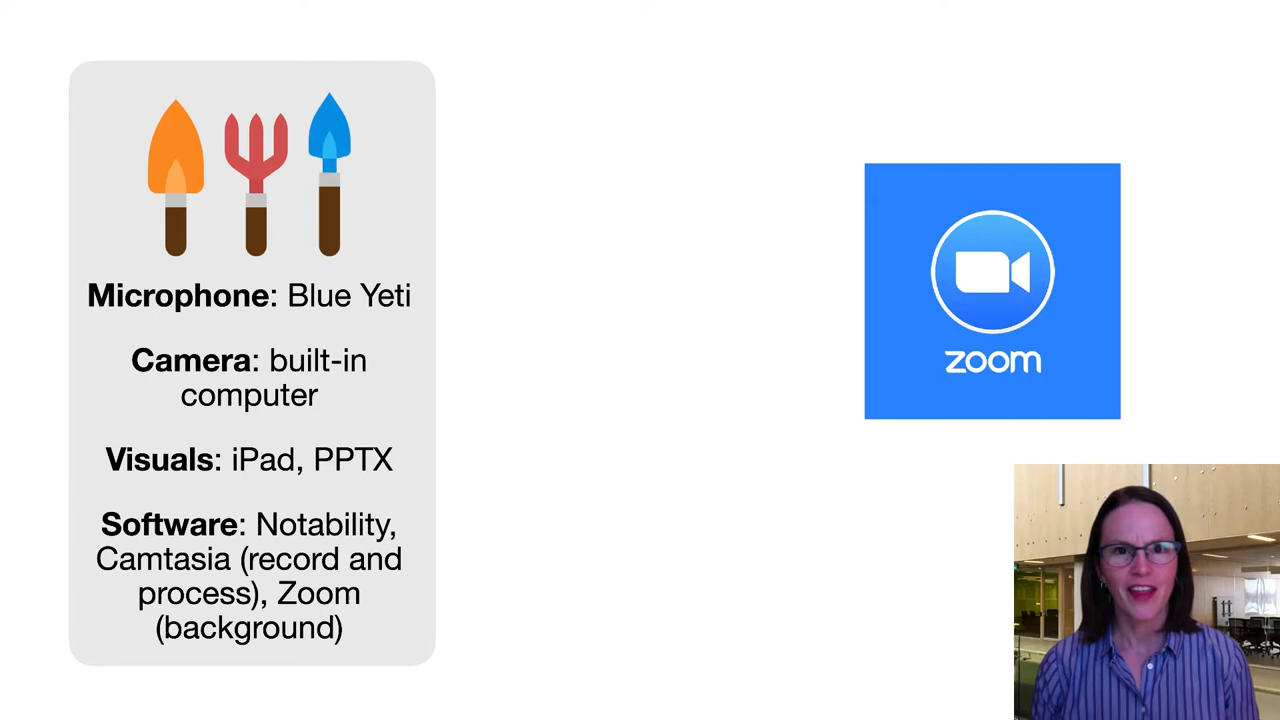 Microphone: Blue Yeti
Camera: built-in
computer
Visuals: iPad, PPTX
Software: Notability,
Camtasia (record and
process), Zoom
(background)
zoom